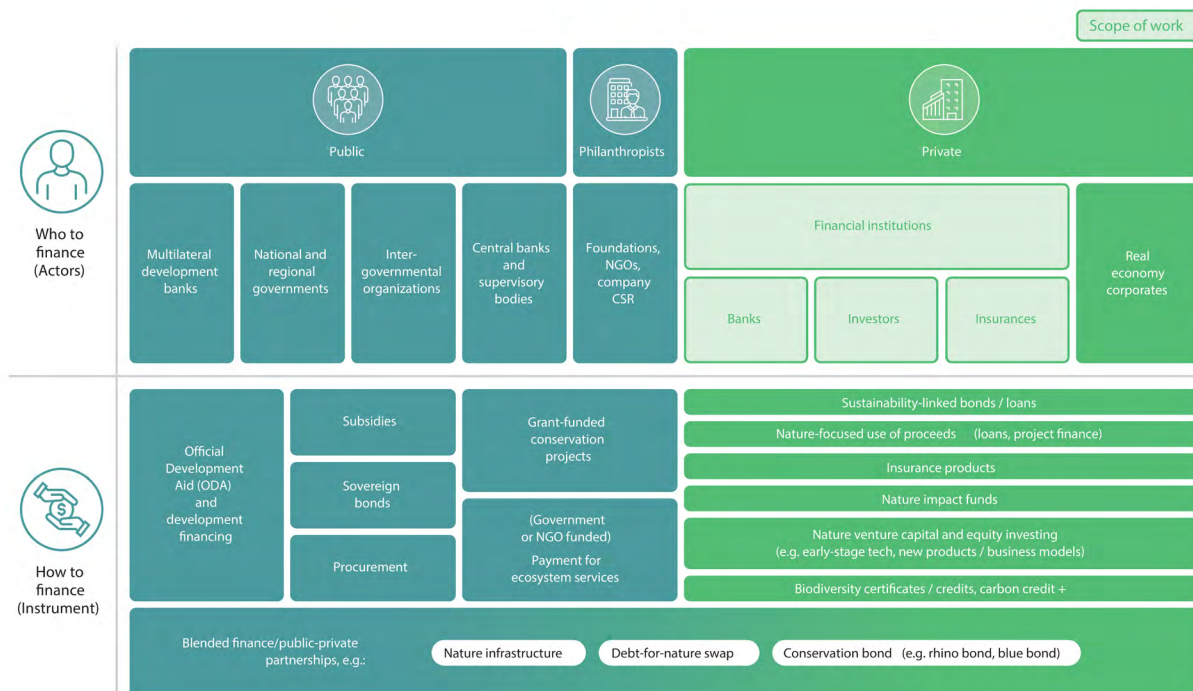 Scope of work
Public
Philanthropists
Private
Who to
finance
(Actors)
Multilateral
development
banks
National and
regional
governments
Inter-
governmental
organizations
Central banks
and
supervisory
bodies
Foundations,
NGOs,
company
CSR
Financial institutions
Banks
Investors
Insurances
Real
economy
corporates
How to
finance
(Instrument)
Official
Development
Aid (ODA)
and
development
financing
Subsidies
Sovereign
bonds
Procurement
Grant-funded
conservation
projects
(Government
or NGO funded)
Payment for
ecosystem services
Sustainability-linked bonds / loans
Nature-focused use of proceeds (loans, project finance)
Insurance products
Nature impact funds
Nature venture capital and equity investing
(e.g. early-stage tech, new products / business models)
Biodiversity certificates / credits, carbon credit +
Blended finance/public-private
partnerships, e.g.:
Nature infrastructure
Debt-for-nature swap
Conservation bond (e.g. rhino bond, blue bond)
$